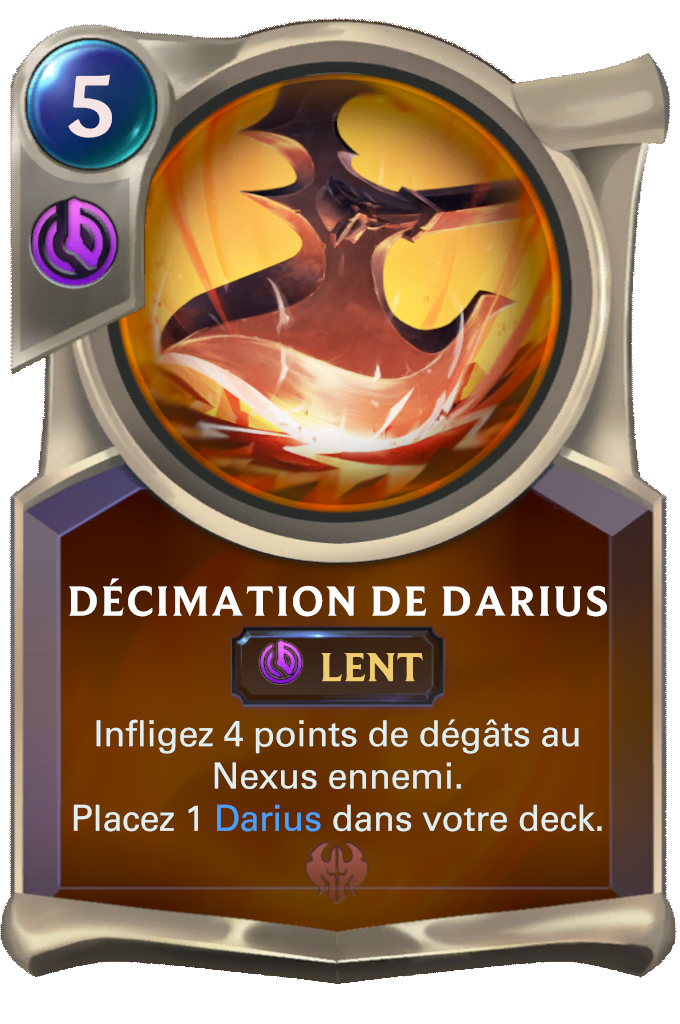 5
DÉCIMATION DE DARIUS
LENT
Infligez 4 points de dégâts au
Nexus ennemi.
Placez 1 Darius dans votre deck.